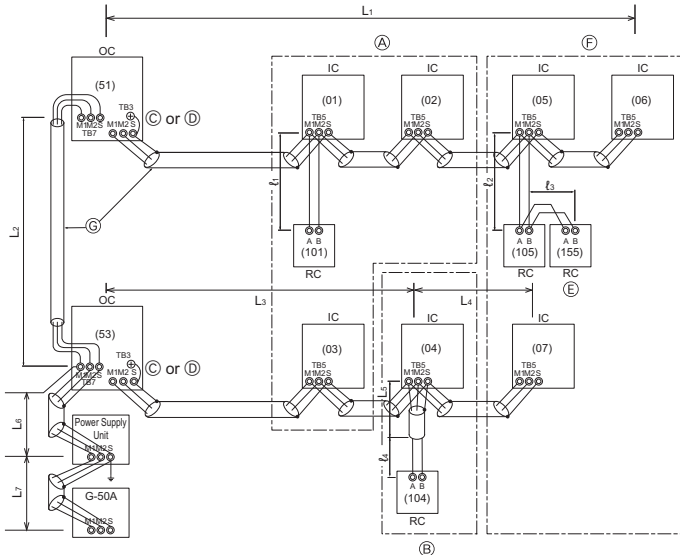 L1
OC
Ⓐ
Ⓕ
IC
IC
IC
IC
(51)
TB3
M1M2S
TB7
M1M2 S
Ⓒ or Ⓓ
(01)
TB5
M1M2S
(02)
TB5
M1M2S
(05)
TB5
M1M2S
(06)
TB5
M1M2S
L2
Ⓖ
ℓ1
ℓ2
ℓ3
A B
(101)
RC
A B
(105)
RC
A B
(155)
RC
Ⓔ
L3
L4
OC
IC
IC
IC
(53)
TB3
M1M2S
TB7
M1M2 S
Ⓒ or Ⓓ
(03)
TB5
M1M2S
(04)
TB5
M1M2S
(07)
TB5
M1M2S
L5
L6
Power Supply
Unit
M1M2S
ℓ4
L7
G-50A
M1M2S
A B
(104)
RC
Ⓑ